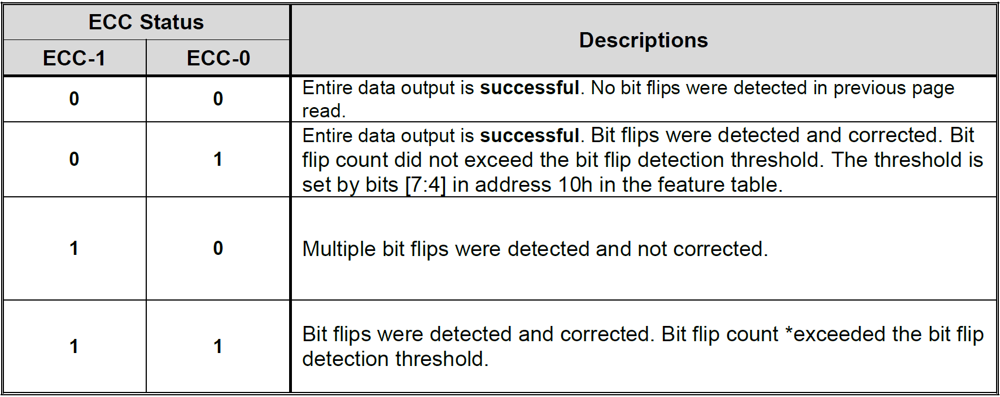 ECC Status
Descriptions
ECC-1
ECC-0
0
0
Entire data output is successful. No bit flips were detected in previous page
read.
0
1
Entire data output is successful. Bit flips were detected and corrected. Bit
flip count did not exceed the bit flip detection threshold. The threshold is
set by bits [7:4] in address 10h in the feature table.
1
0
Multiple bit flips were detected and not corrected.
1
1
Bit flips were detected and corrected. Bit flip count *exceeded the bit flip
detection threshold.